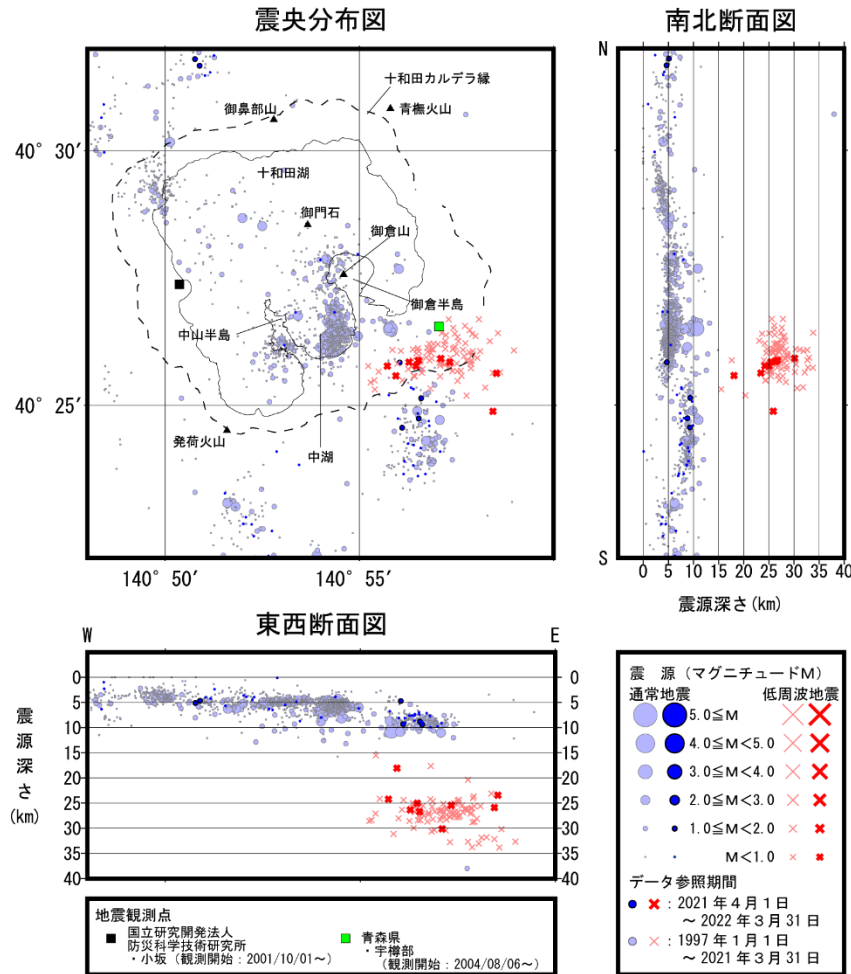 震央分布図
南北断面図
十和田カルデラ縁
御鼻部山
青橅火山
40° 30′
十和田湖
御門石
御倉山
御倉半島
中山半島
40° 25′
発荷火山
中湖
140° 50′
140° 55′
N
S
0 5 10 15 20 25 30 35 40
震源深さ(km)
東西断面図
W
E
0
5
10
15
20
25
30
35
40
震源深さ(km)
0
5
10
15
20
25
30
35
40
震 源(マグニチュードM)
通常地震 低周波地震
5.0≦M
4.0≦M<5.0
3.0≦M<4.0
2.0≦M<3.0
1.0≦M<2.0
M<1.0
データ参照期間
:2021年4月1日
~2022年3月31日
:1997年1月1日
~2021年3月31日
地震観測点
国立研究開発法人
防災科学技術研究所
・小坂(観測開始:2001/10/01~)
青森県
・宇樽部
(観測開始:2004/08/06~)